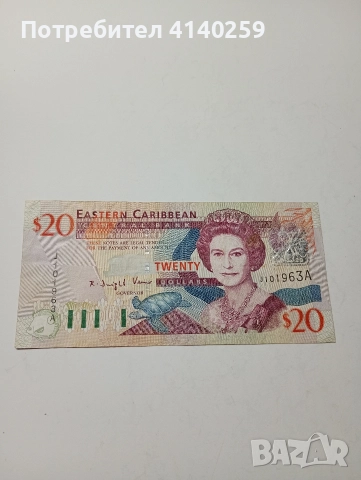 Потребител 4140259
EASTERN CARIBBEAN
CENTRAL BANK
$20
THESE NOTES ARE LEGAL TENDER
FOR THE PAYMENT OF ANY AMOUNT
TWENTY
DOLLARS
J101963A
GOVERNOR
$20
BAZAR